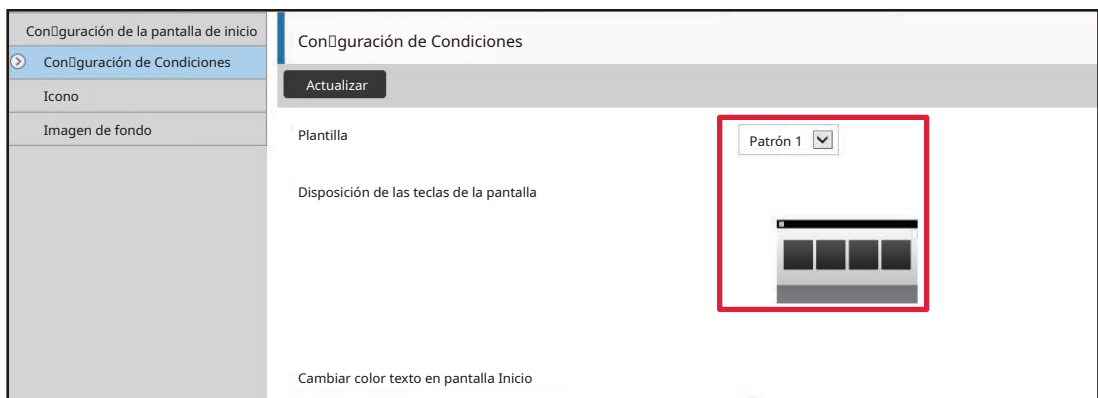 Con▯guración de la pantalla de inicio
Con▯guración de Condiciones
Icono
Imagen de fondo
Con▯guración de Condiciones
Actualizar
Plantilla
Patrón 1
Disposición de las teclas de la pantalla
Cambiar color texto en pantalla Inicio